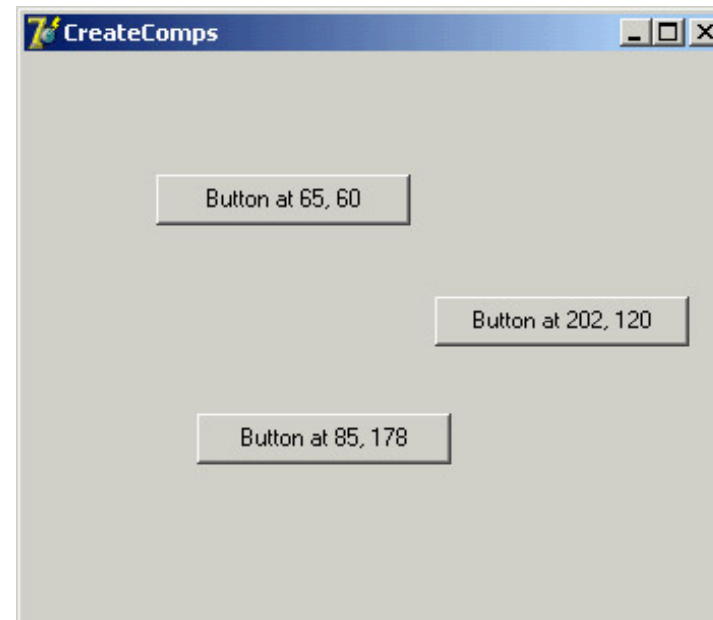 CreateComps
Button at 65, 60
Button at 202, 120
Button at 85, 178